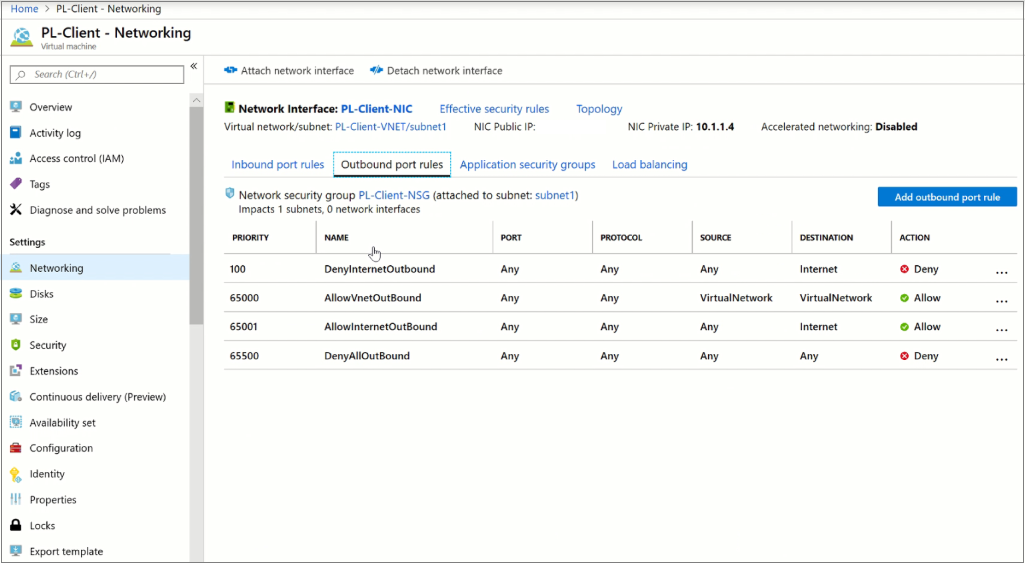 Home > PL-Client - Networking
PL-Client - Networking
Virtual machine
Search (Ctrl+/)
«
Overview
Activity log
Access control (IAM)
Tags
Diagnose and solve problems
Settings
Networking
Disks
Size
Security
Extensions
Continuous delivery (Preview)
Availability set
Configuration
Identity
Properties
Locks
Export template
Attach network interface Detach network interface
Network Interface: PL-Client-NIC Effective security rules Topology
Virtual network/subnet: PL-Client-VNET/subnet1 NIC Public IP: NIC Private IP: 10.1.1.4 Accelerated networking: Disabled
Inbound port rules Outbound port rules Application security groups Load balancing
Network security group PL-Client-NSG (attached to subnet: subnet1)
Impacts 1 subnets, 0 network interfaces
Add outbound port rule
PRIORITY NAME PORT PROTOCOL SOURCE DESTINATION ACTION
100 DenyInternetOutbound Any Any Any Internet Deny ...
65000 AllowVnetOutBound Any Any VirtualNetwork VirtualNetwork Allow ...
65001 AllowInternetOutBound Any Any Any Internet Allow ...
65500 DenyAllOutBound Any Any Any Any Deny ...